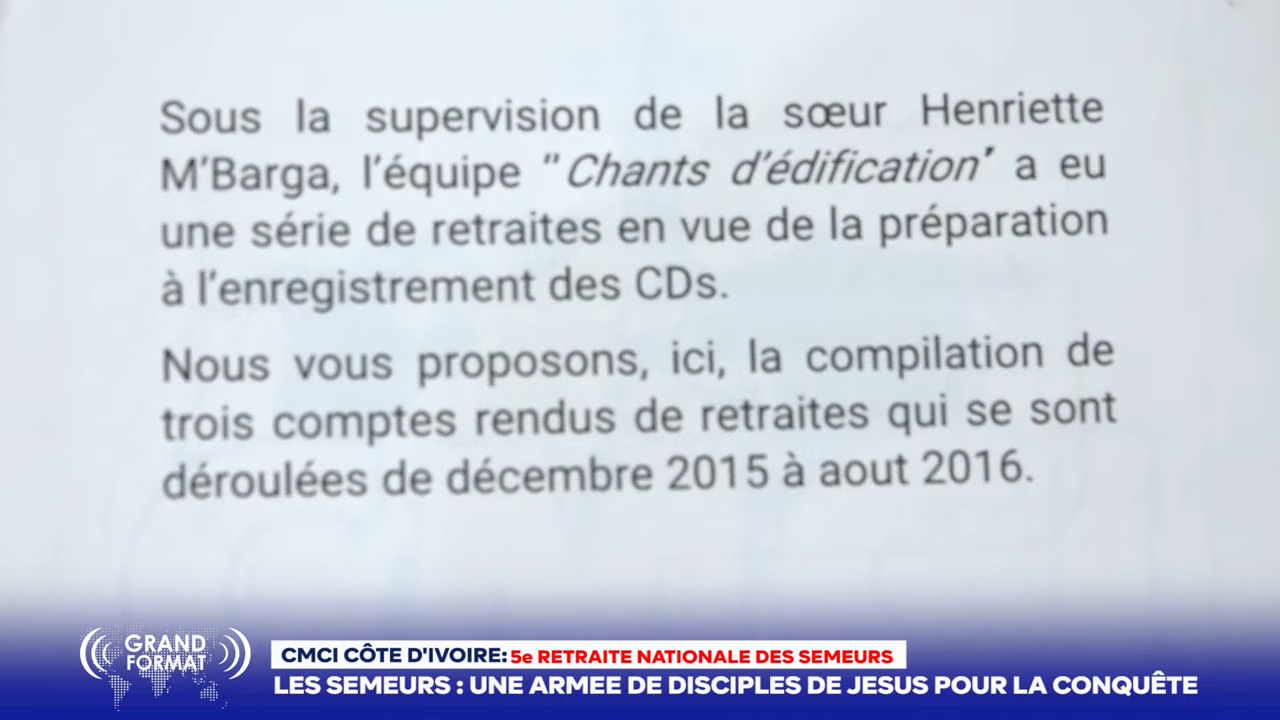 Sous la supervision de la sœur Henriette
M'Barga, l'équipe "Chants d'édification" a eu
une série de retraites en vue de la préparation
à l'enregistrement des CDs.
Nous vous proposons, ici, la compilation de
trois comptes rendus de retraites qui se sont
déroulées de décembre 2015 à aout 2016.
GRAND
FORMAT
CMCI CÔTE D'IVOIRE: 5e RETRAITE NATIONALE DES SEMEURS
LES SEMEURS : UNE ARMEE DE DISCIPLES DE JESUS POUR LA CONQUÊTE